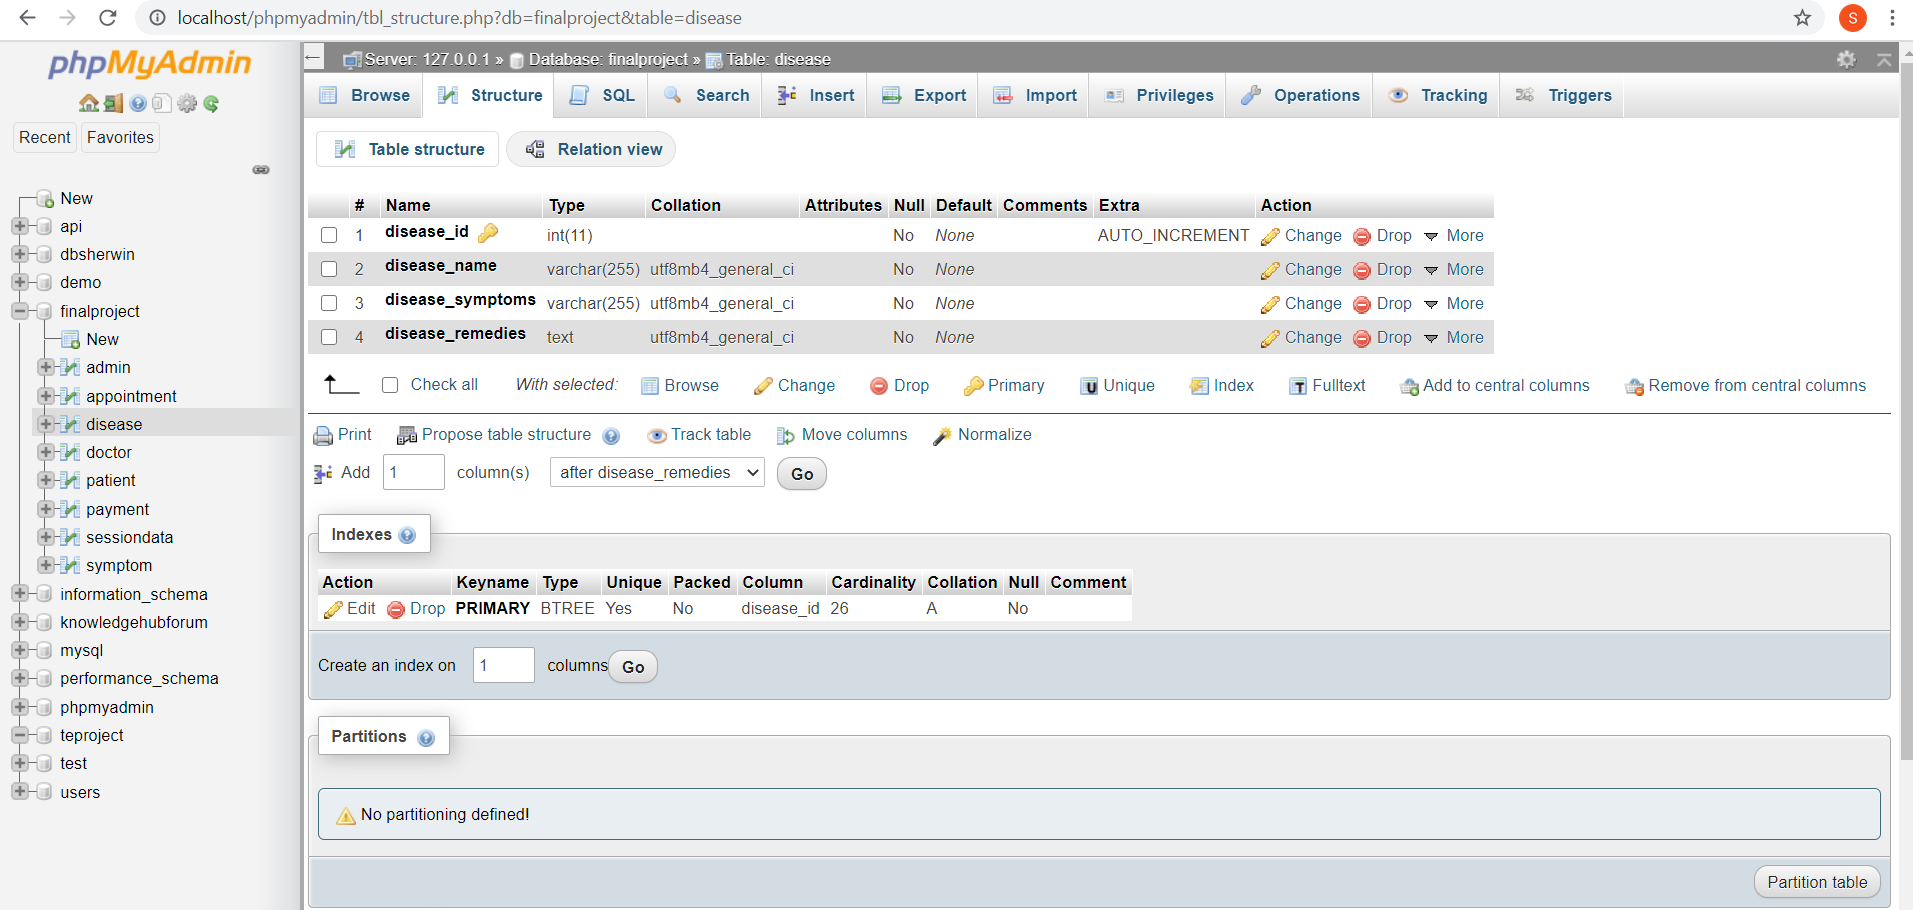 localhost/phpmyadmin/tbl_structure.php?db=finalproject&table=disease
S
phpMyAdmin
Recent
Favorites
New
api
dbsherwin
demo
finalproject
New
admin
appointment
disease
doctor
patient
payment
sessiondata
symptom
information_schema
knowledgehubforum
mysql
performance_schema
phpmyadmin
teproject
test
users
Server: 127.0.0.1 » Database: finalproject » Table: disease
Browse Structure SQL Search Insert Export Import Privileges Operations Tracking Triggers
Table structure Relation view
# Name Type Collation Attributes Null Default Comments Extra Action
1 disease_id int(11) No None AUTO_INCREMENT Change Drop More
2 disease_name varchar(255) utf8mb4_general_ci No None Change Drop More
3 disease_symptoms varchar(255) utf8mb4_general_ci No None Change Drop More
4 disease_remedies text utf8mb4_general_ci No None Change Drop More
Check all With selected: Browse Change Drop Primary Unique Index Fulltext Add to central columns Remove from central columns
Print Propose table structure Track table Move columns Normalize
Add 1 column(s) after disease_remedies Go
Indexes
Action Keyname Type Unique Packed Column Cardinality Collation Null Comment
Edit Drop PRIMARY BTREE Yes No disease_id 26 A No
Create an index on 1 columns Go
Partitions
No partitioning defined!
Partition table